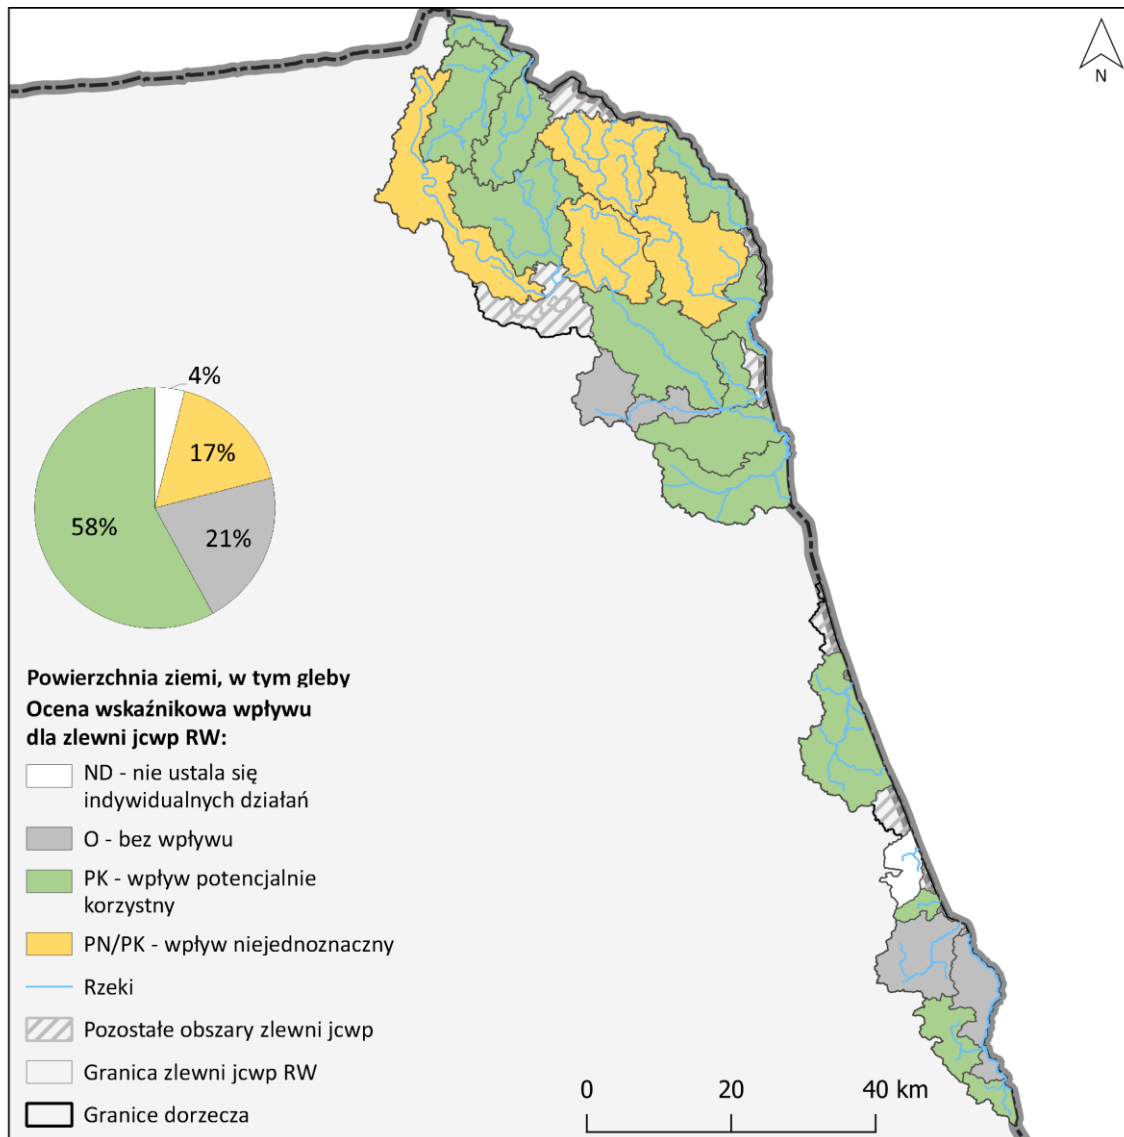 N
4%
17%
58%
21%
Powierzchnia ziemi, w tym gleby
Ocena wskaźnikowa wpływu
dla zlewni jcwp RW:
ND - nie ustala się
indywidualnych działań
O - bez wpływu
PK - wpływ potencjalnie
korzystny
PN/PK - wpływ niejednoznaczny
Rzeki
Pozostałe obszary zlewni jcwp
Granica zlewni jcwp RW
Granice dorzecza
0 20 40 km